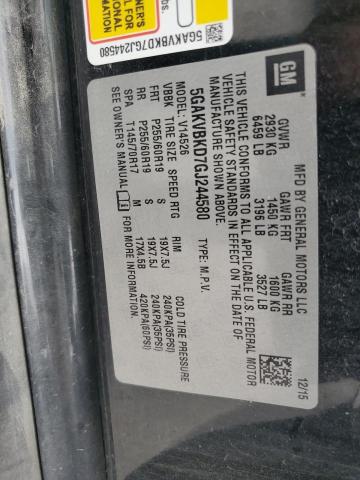 5GAKVBKD7GJ244580
GM
MFD BY GENERAL MOTORS LLC
12/15
GVWR GAWR FRT GAWR RR
2930 KG 1450 KG 1600 KG
6459 LB 3196 LB 3527 LB
THIS VEHICLE CONFORMS TO ALL APPLICABLE U.S. FEDERAL MOTOR
VEHICLE SAFETY STANDARDS IN EFFECT ON THE DATE OF
MANUFACTURE SHOWN ABOVE.
5GAKVBKD7GJ244580 TYPE: M.P.V.
MODEL: V14526
VBBK TIRE SIZE SPEED RTG RIM COLD TIRE PRESSURE
FRT P255/60R19 S 19X7.5J 240KPA(35PSI)
RR P255/60R19 S 19X7.5J 240KPA(35PSI)
SPA T145/70R17 M 17X4.5B 420KPA(60PSI)
SEE OWNER'S MANUAL FOR MORE INFORMATION.